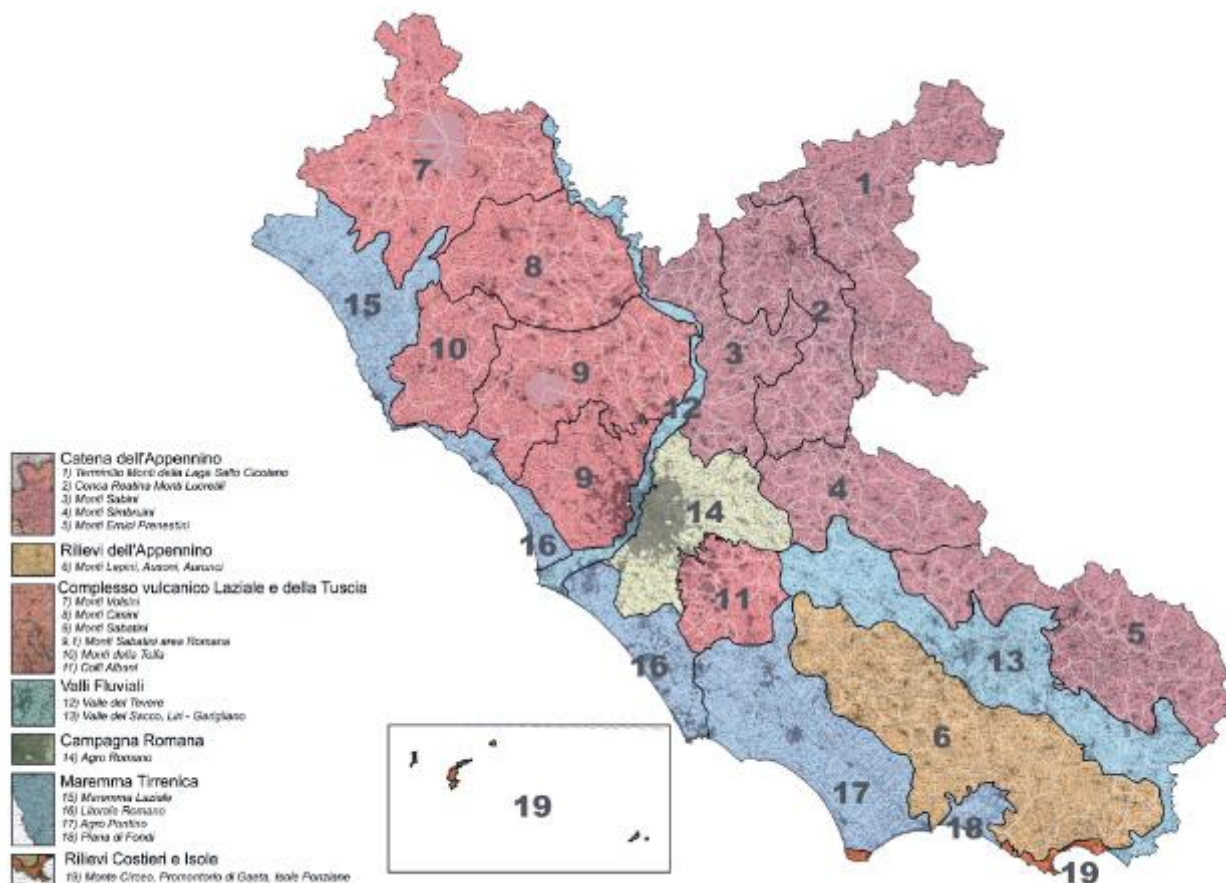 7
1
8
15
2
3
10
9
12
9
4
14
16
11
13
5
16
6
17
18
19
19
Catena dell'Appennino
1) Terminillo Monti della Laga Salto Cicolano
2) Conca Reatina Monti Lucretili
3) Monti Sabini
4) Monti Simbruini
5) Monti Ernici Prenestini
Rilievi dell'Appennino
6) Monti Lepini, Ausoni, Aurunci
Complesso vulcanico Laziale e della Tuscia
7) Monti Volsini
8) Monti Cimini
9) Monti Sabatini
9.1) Monti Sabatini area Romana
10) Monti della Tolfa
11) Colli Albani
Valli Fluviali
12) Valle del Tevere
13) Valle del Sacco, Liri - Garigliano
Campagna Romana
14) Agro Romano
Maremma Tirrenica
15) Maremma Laziale
16) Litorale Romano
17) Agro Pontino
18) Piana di Fondi
Rilievi Costieri e Isole
19) Monte Circeo, Promontorio di Gaeta, Isole Ponziane